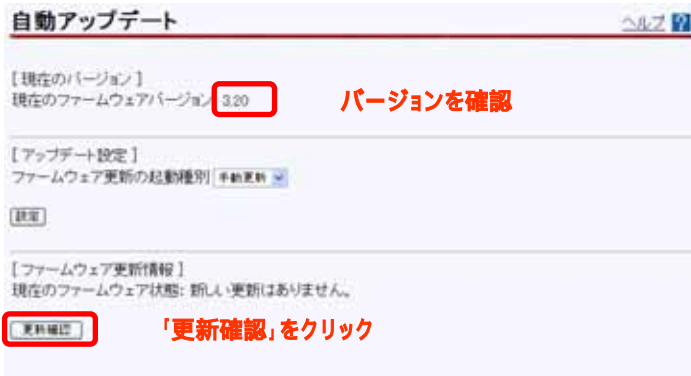 自動アップデート ヘルプ ?
[現在のバージョン]
現在のファームウェアバージョン 3.20 バージョンを確認
[アップデート設定]
ファームウェア更新の起動種別 手動更新
設定
[ファームウェア更新情報]
現在のファームウェア状態: 新しい更新はありません。
更新確認 「更新確認」をクリック